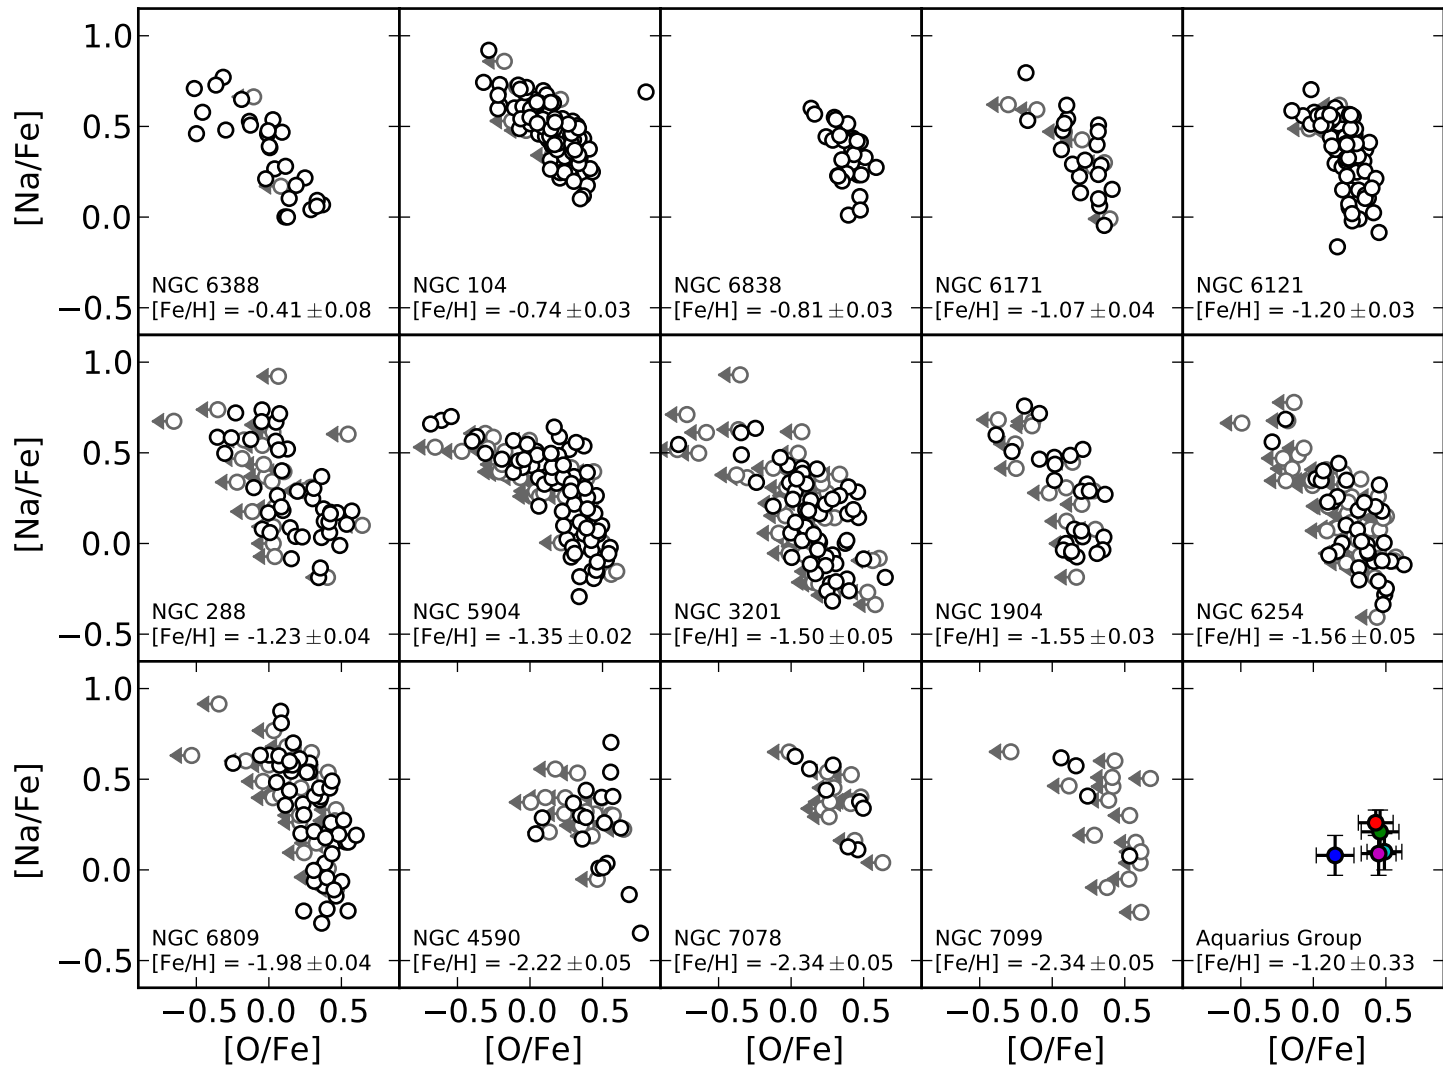 1.0
0.5
0.0
−0.5
[Na/Fe]
NGC 6388
[Fe/H] = -0.41±0.08
NGC 104
[Fe/H] = -0.74±0.03
NGC 6838
[Fe/H] = -0.81±0.03
NGC 6171
[Fe/H] = -1.07±0.04
NGC 6121
[Fe/H] = -1.20±0.03
1.0
0.5
0.0
−0.5
[Na/Fe]
NGC 288
[Fe/H] = -1.23±0.04
NGC 5904
[Fe/H] = -1.35±0.02
NGC 3201
[Fe/H] = -1.50±0.05
NGC 1904
[Fe/H] = -1.55±0.03
NGC 6254
[Fe/H] = -1.56±0.05
1.0
0.5
0.0
−0.5
[Na/Fe]
NGC 6809
[Fe/H] = -1.98±0.04
NGC 4590
[Fe/H] = -2.22±0.05
NGC 7078
[Fe/H] = -2.34±0.05
NGC 7099
[Fe/H] = -2.34±0.05
Aquarius Group
[Fe/H] = -1.20±0.33
−0.5 0.0 0.5
−0.5 0.0 0.5
−0.5 0.0 0.5
−0.5 0.0 0.5
−0.5 0.0 0.5
[O/Fe]
[O/Fe]
[O/Fe]
[O/Fe]
[O/Fe]